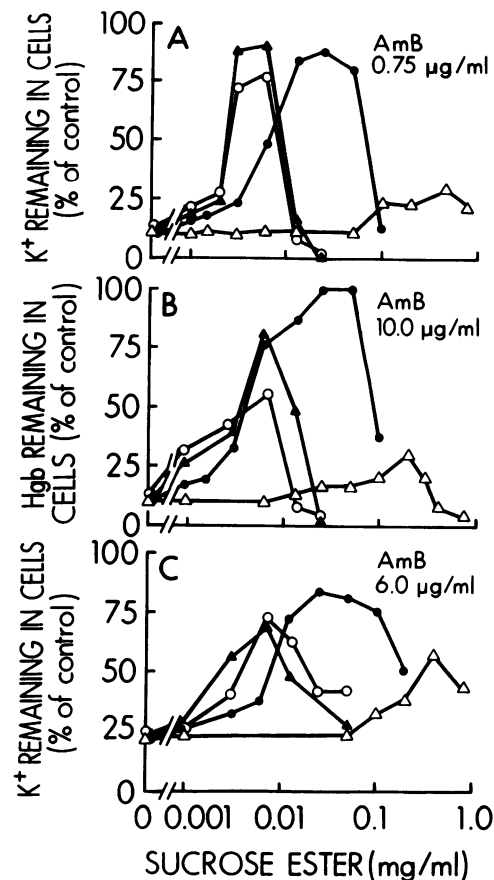 K⁺ REMAINING IN CELLS
(% of control)
100
75
50
25
0
A
AmB
0.75 µg/ml
Hgb REMAINING IN
CELLS (% of control)
100
75
50
25
0
B
AmB
10.0 µg/ml
K⁺ REMAINING IN CELLS
(% of control)
100
75
50
25
0
C
AmB
6.0 µg/ml
0 0.001 0.01 0.1 1.0
SUCROSE ESTER (mg/ml)